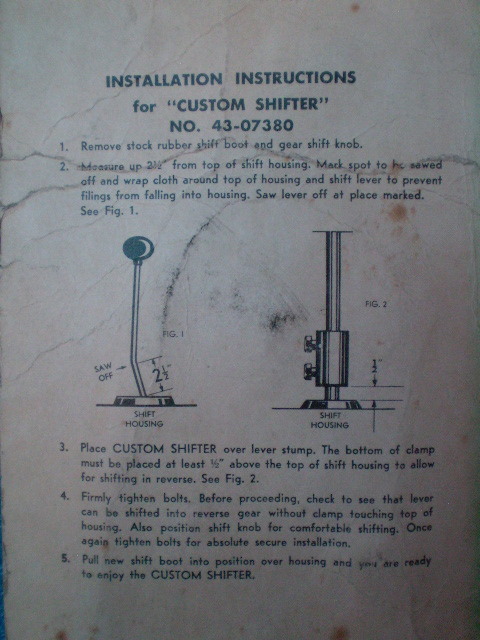 INSTALLATION INSTRUCTIONS
for "CUSTOM SHIFTER"
NO. 43-07380
1. Remove stock rubber shift boot and gear shift knob.
2. Measure up 2½" from top of shift housing. Mark spot to be sawed
off and wrap cloth around top of housing and shift lever to prevent
filings from falling into housing. Saw lever off at place marked.
See Fig. 1.
FIG. 1
SAW
OFF
2½"
SHIFT
HOUSING
FIG. 2
½"
SHIFT
HOUSING
3. Place CUSTOM SHIFTER over lever stump. The bottom of clamp
must be placed at least ½" above the top of shift housing to allow
for shifting in reverse. See Fig. 2.
4. Firmly tighten bolts. Before proceeding, check to see that lever
can be shifted into reverse gear without clamp touching top of
housing. Also position shift knob for comfortable shifting. Once
again tighten bolts for absolute secure installation.
5. Pull new shift boot into position over housing and you are ready
to enjoy the CUSTOM SHIFTER.